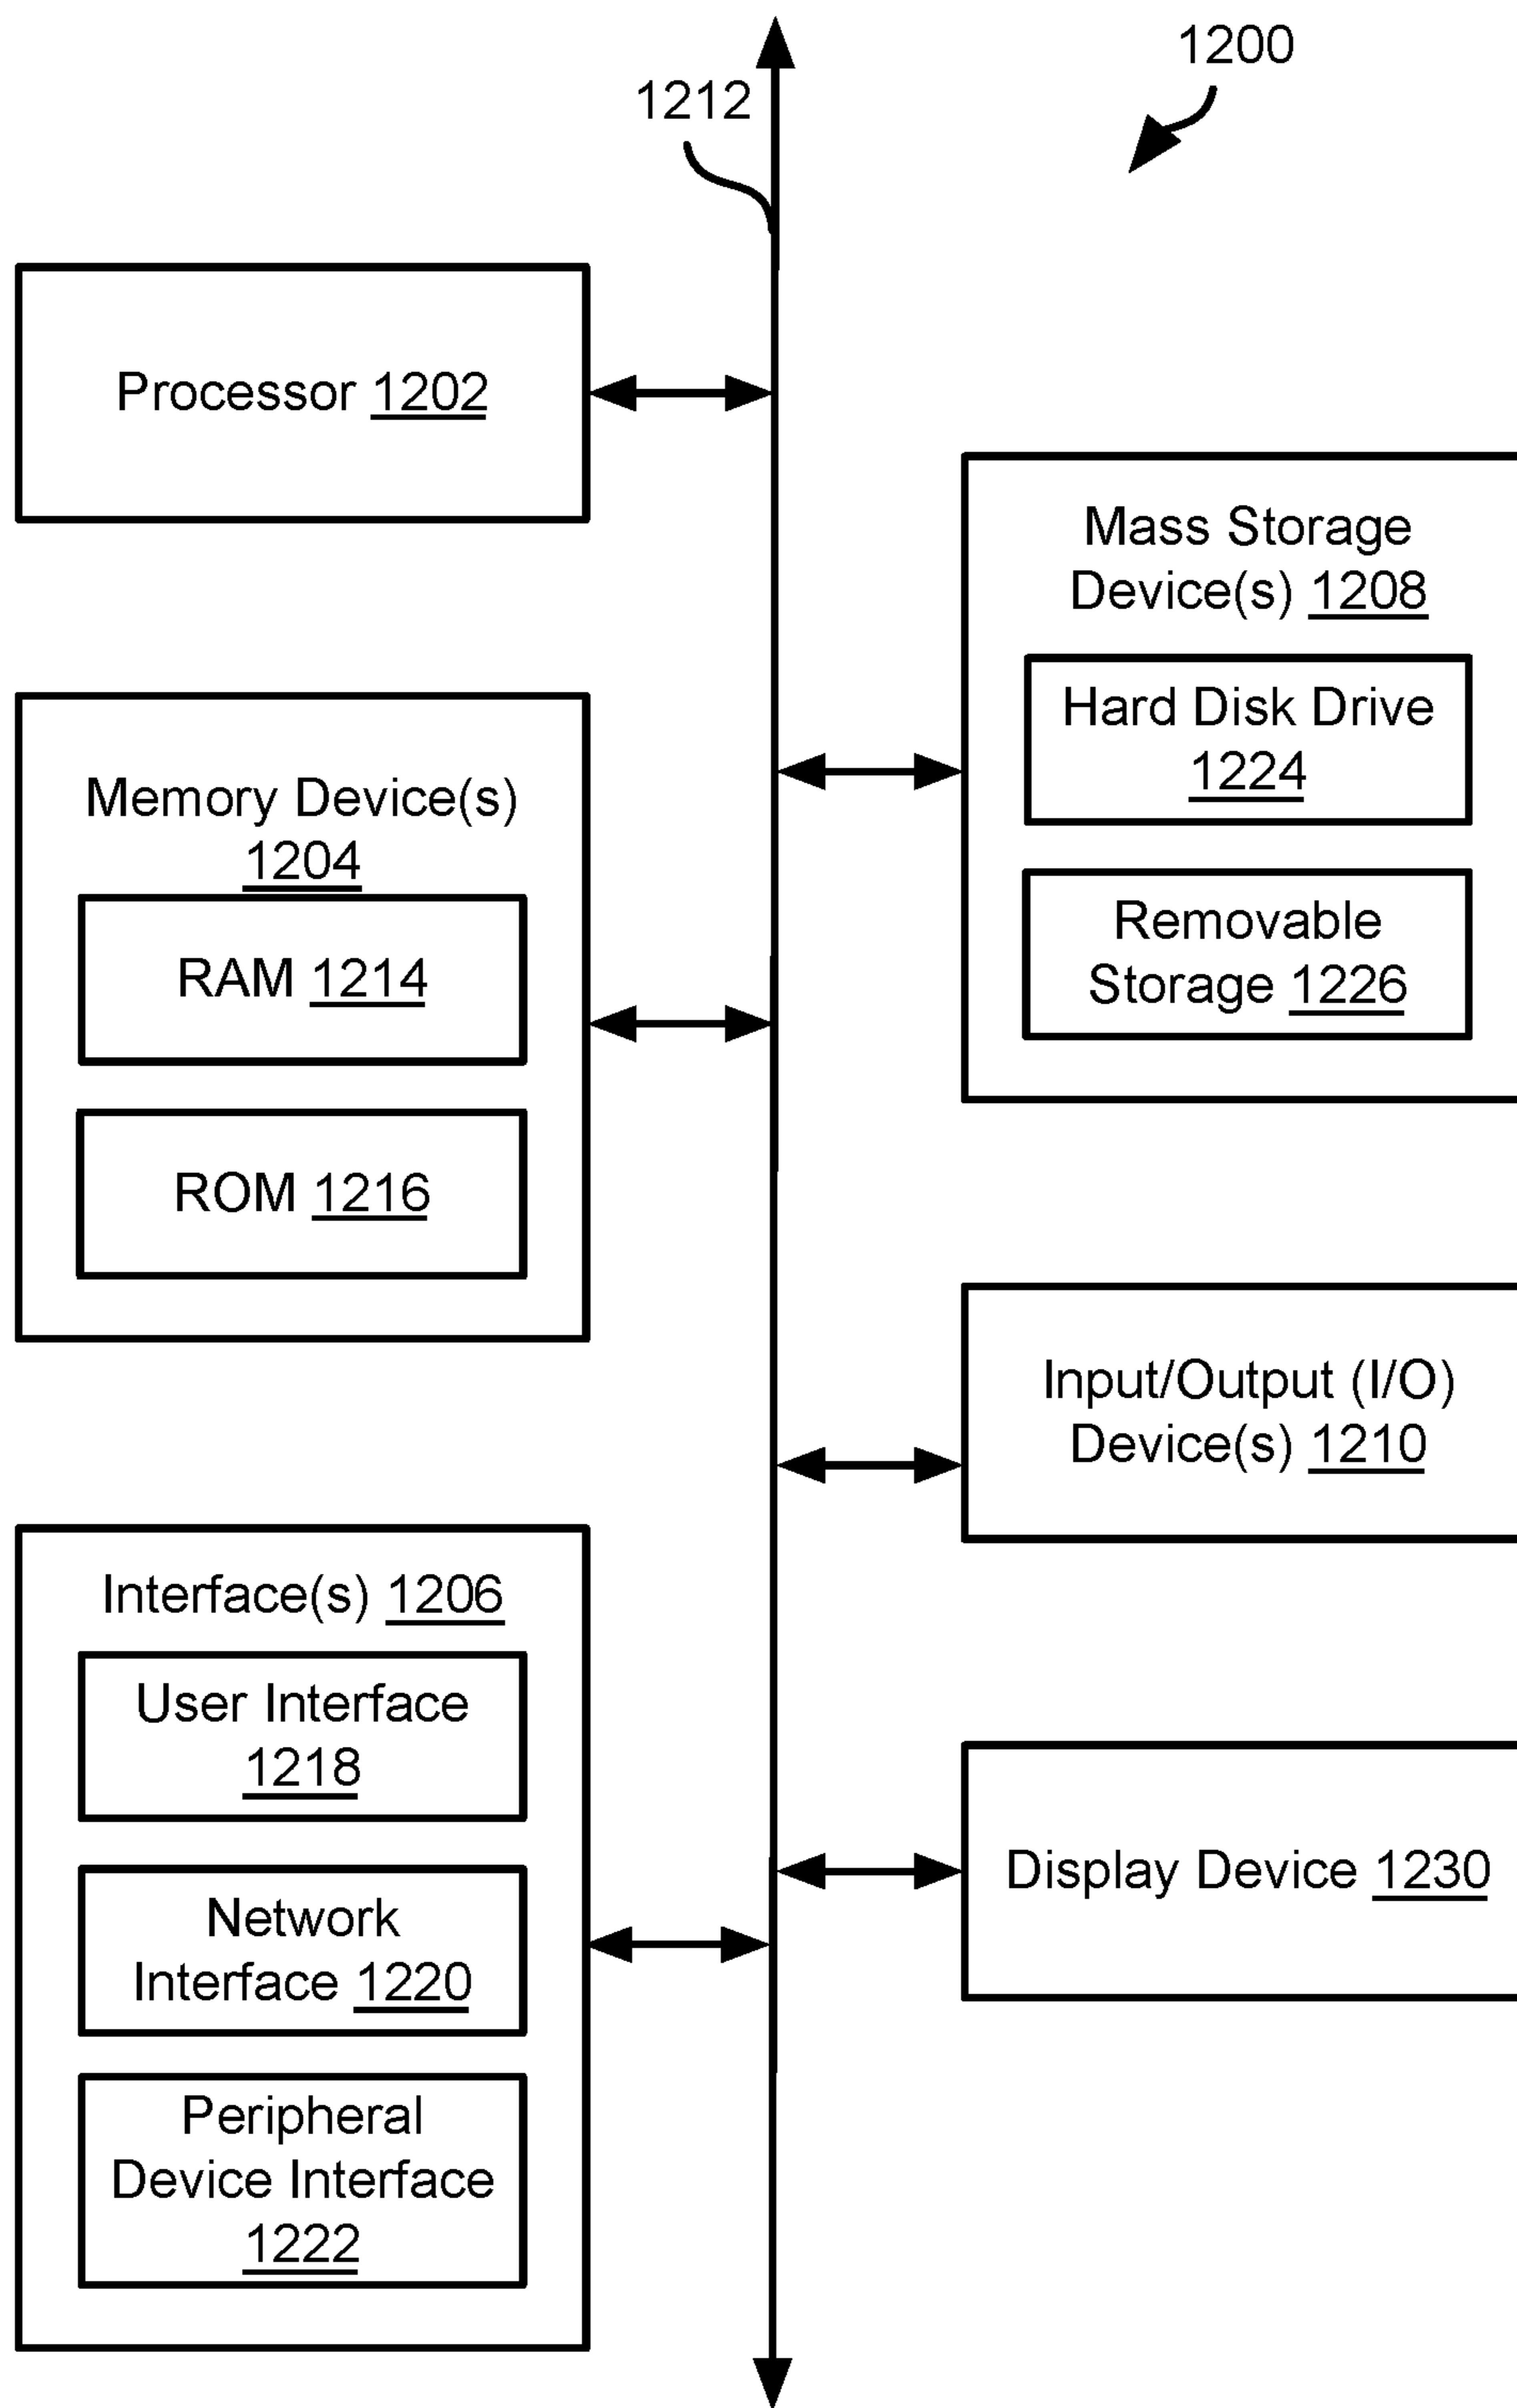 1200
1212
Processor 1202
Mass Storage
Device(s) 1208
Hard Disk Drive
1224
Removable
Storage 1226
Memory Device(s)
1204
RAM 1214
ROM 1216
Input/Output (I/O)
Device(s) 1210
Interface(s) 1206
User Interface
1218
Network
Interface 1220
Peripheral
Device Interface
1222
Display Device 1230